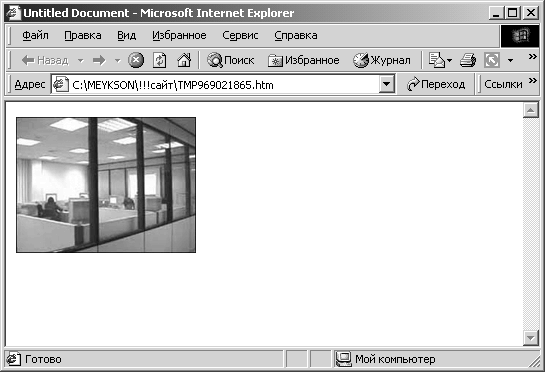 Untitled Document - Microsoft Internet Explorer
Файл Правка Вид Избранное Сервис Справка
Назад Поиск Избранное Журнал »
Адрес C:\MEYKSON\!!!сайт\TMP969021865.htm Переход Ссылки »
Готово Мой компьютер